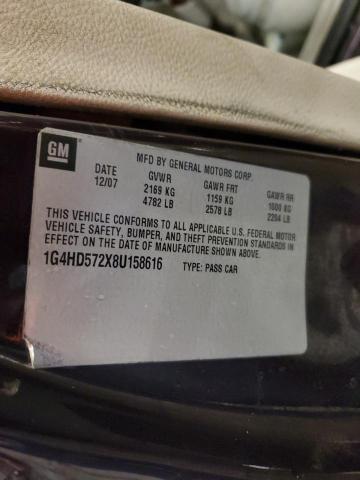 GM
MFD BY GENERAL MOTORS CORP.
DATE GVWR GAWR FRT GAWR RR
12/07 2169 KG 1159 KG 1000 KG
4782 LB 2578 LB 2204 LB
THIS VEHICLE CONFORMS TO ALL APPLICABLE U.S. FEDERAL MOTOR
VEHICLE SAFETY, BUMPER, AND THEFT PREVENTION STANDARDS IN
EFFECT ON THE DATE OF MANUFACTURE SHOWN ABOVE.
1G4HD572X8U158616 TYPE: PASS CAR